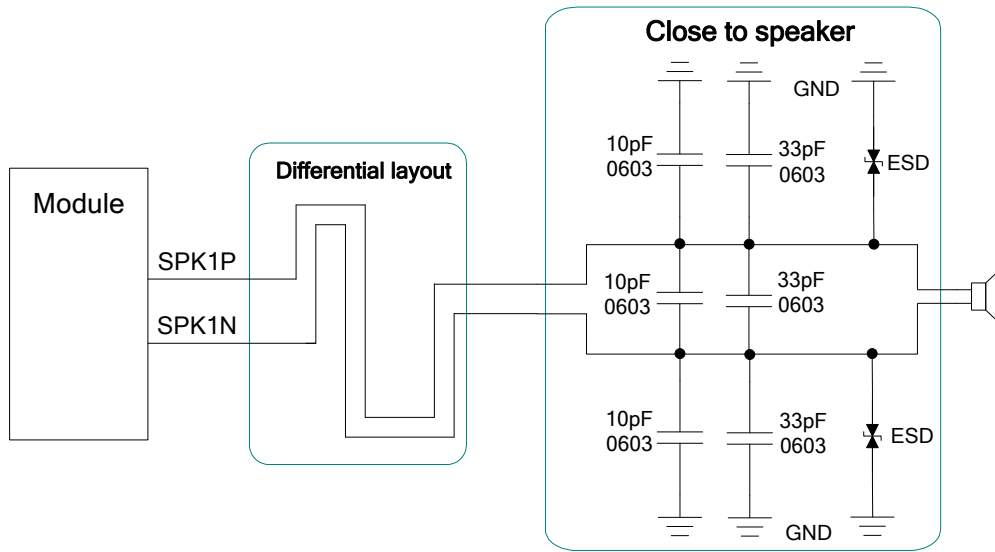 Close to speaker
GND
10pF
0603
33pF
0603
ESD
Differential layout
Module
SPK1P
10pF
0603
33pF
0603
SPK1N
10pF
0603
33pF
0603
ESD
GND